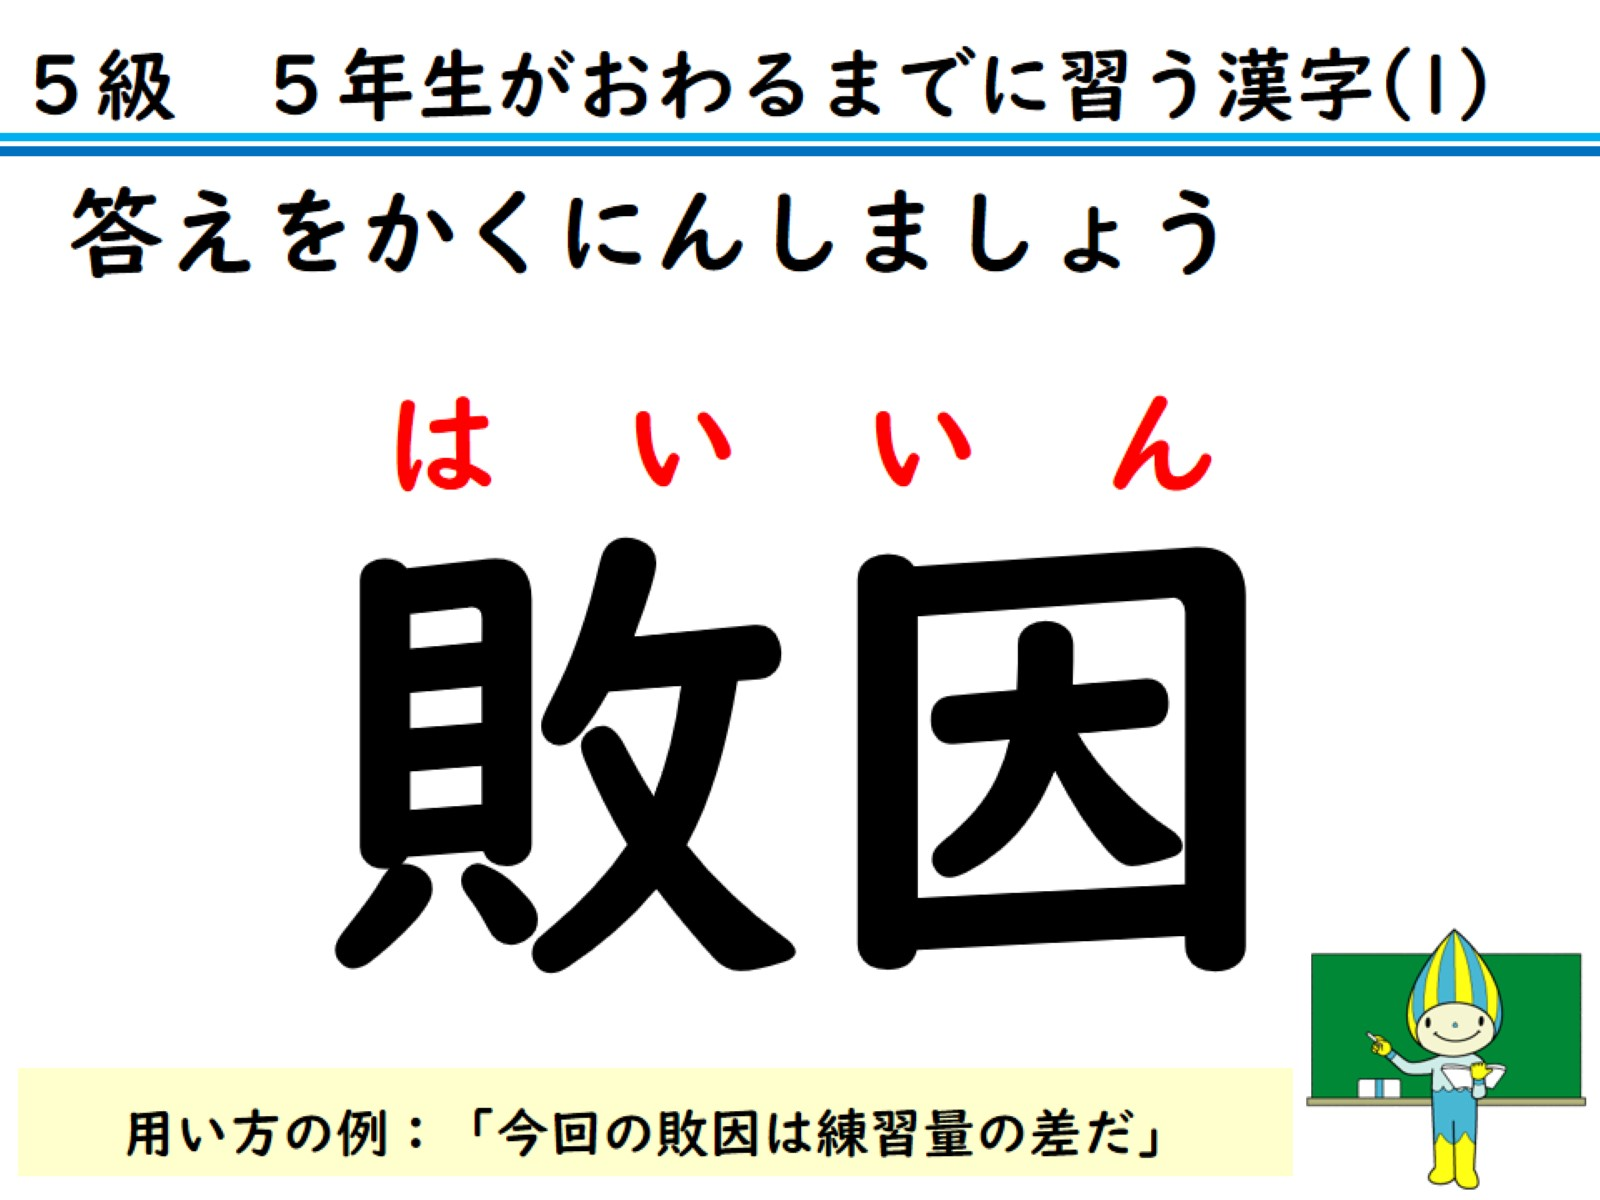 ５級　５年生がおわるまでに習う漢字(1)
答えをかくにんしましょう
は　い　い　ん
敗因
用い方の例：「今回の敗因は練習量の差だ」